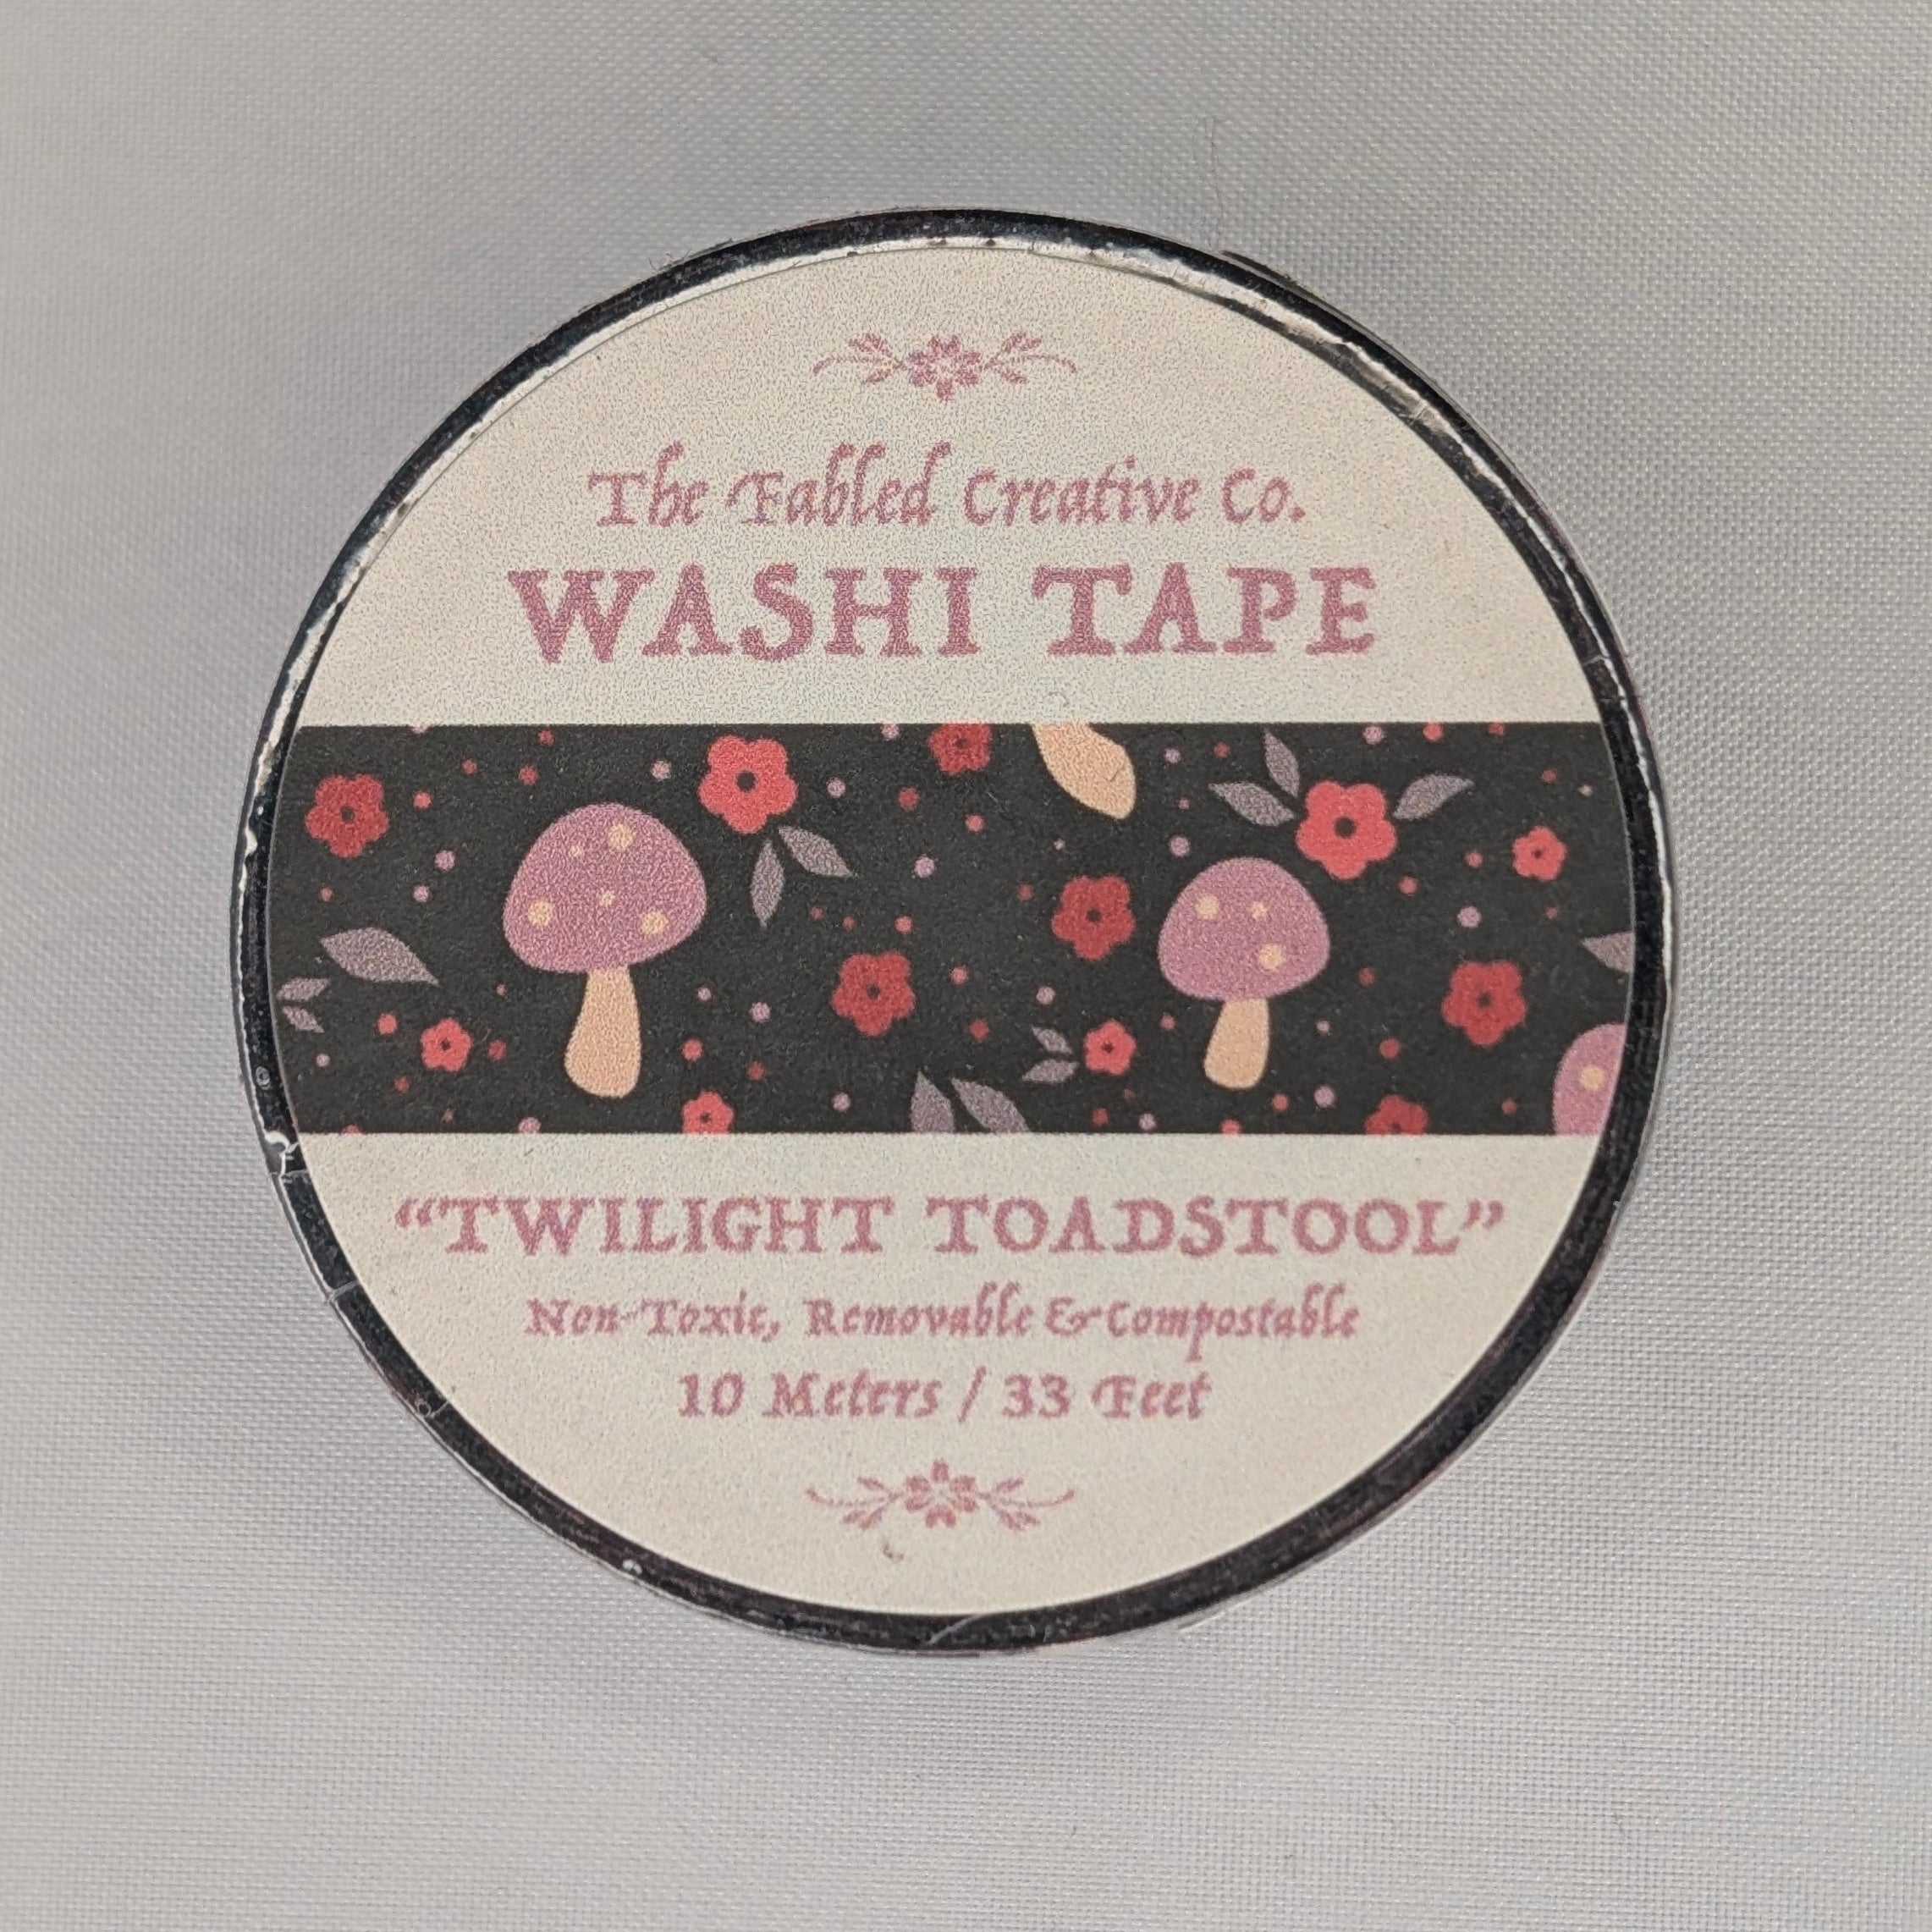 The Fabled Creative Co.
WASHI TAPE
“TWILIGHT TOADSTOOL”
Non-Toxic, Removable & Compostable
10 Meters / 33 Feet